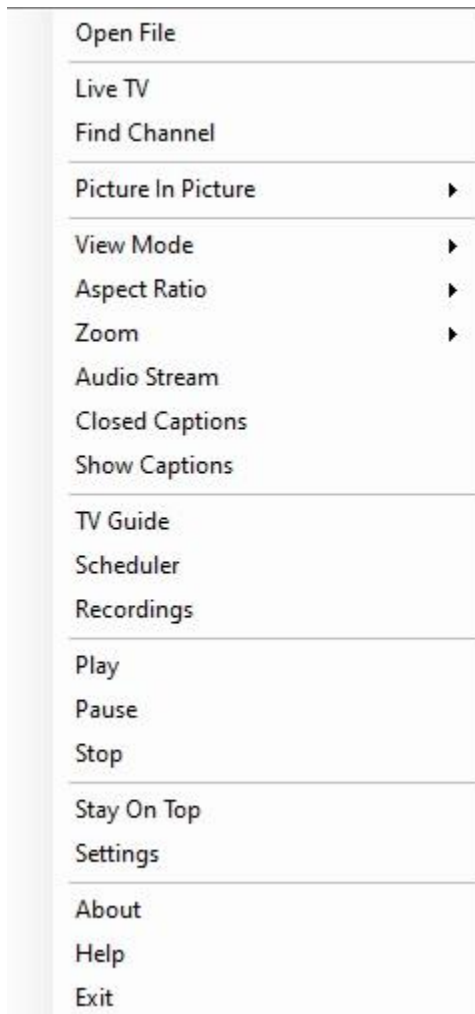 Open File
Live TV
Find Channel
Picture In Picture
View Mode
Aspect Ratio
Zoom
Audio Stream
Closed Captions
Show Captions
TV Guide
Scheduler
Recordings
Play
Pause
Stop
Stay On Top
Settings
About
Help
Exit